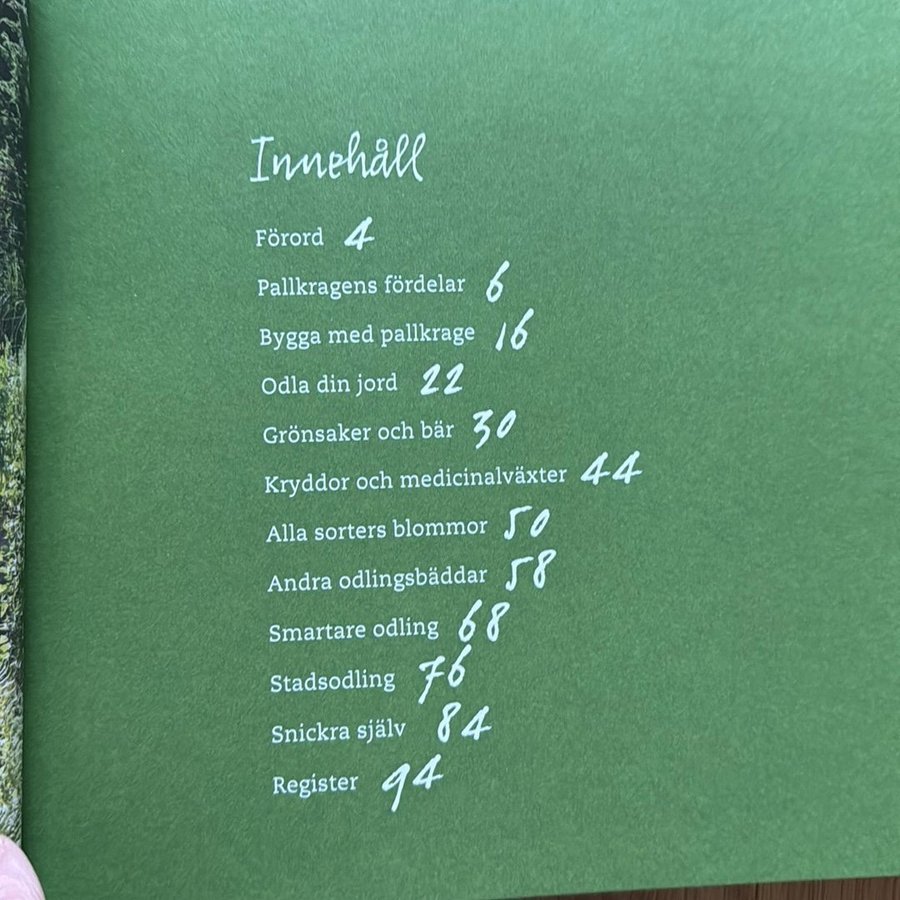 Innehåll
Förord 4
Pallkragens fördelar 6
Bygga med pallkrage 16
Odla din jord 22
Grönsaker och bär 30
Kryddor och medicinalväxter 44
Alla sorters blommor 50
Andra odlingsbäddar 58
Smartare odling 68
Stadsodling 76
Snickra själv 84
Register 94